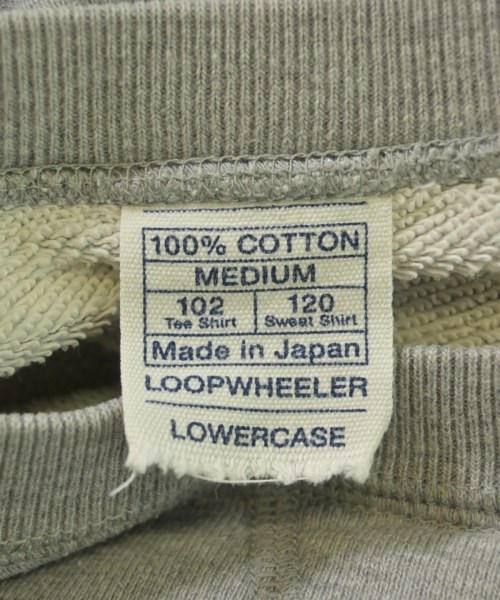 100% COTTON
MEDIUM
102 120
Tee Shirt Sweat Shirt
Made in Japan
LOOPWHEELER
LOWERCASE